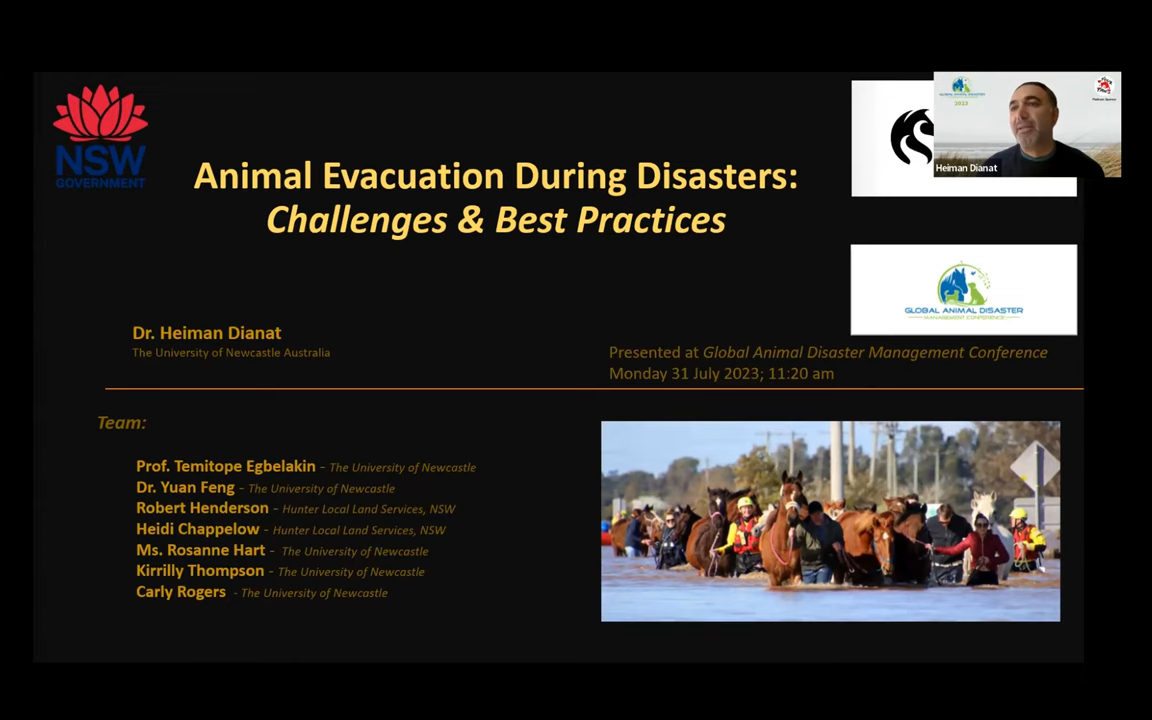 NSW
GOVERNMENT
Animal Evacuation During Disasters:
Challenges & Best Practices
GLOBAL ANIMAL DISASTER
2023
Heiman Dianat
GLOBAL ANIMAL DISASTER
MANAGEMENT CONFERENCE
Dr. Heiman Dianat
The University of Newcastle Australia
Presented at Global Animal Disaster Management Conference
Monday 31 July 2023; 11:20 am
Team:
Prof. Temitope Egbelakin - The University of Newcastle
Dr. Yuan Feng - The University of Newcastle
Robert Henderson - Hunter Local Land Services, NSW
Heidi Chappelow - Hunter Local Land Services, NSW
Ms. Rosanne Hart - The University of Newcastle
Kirrilly Thompson - The University of Newcastle
Carly Rogers - The University of Newcastle